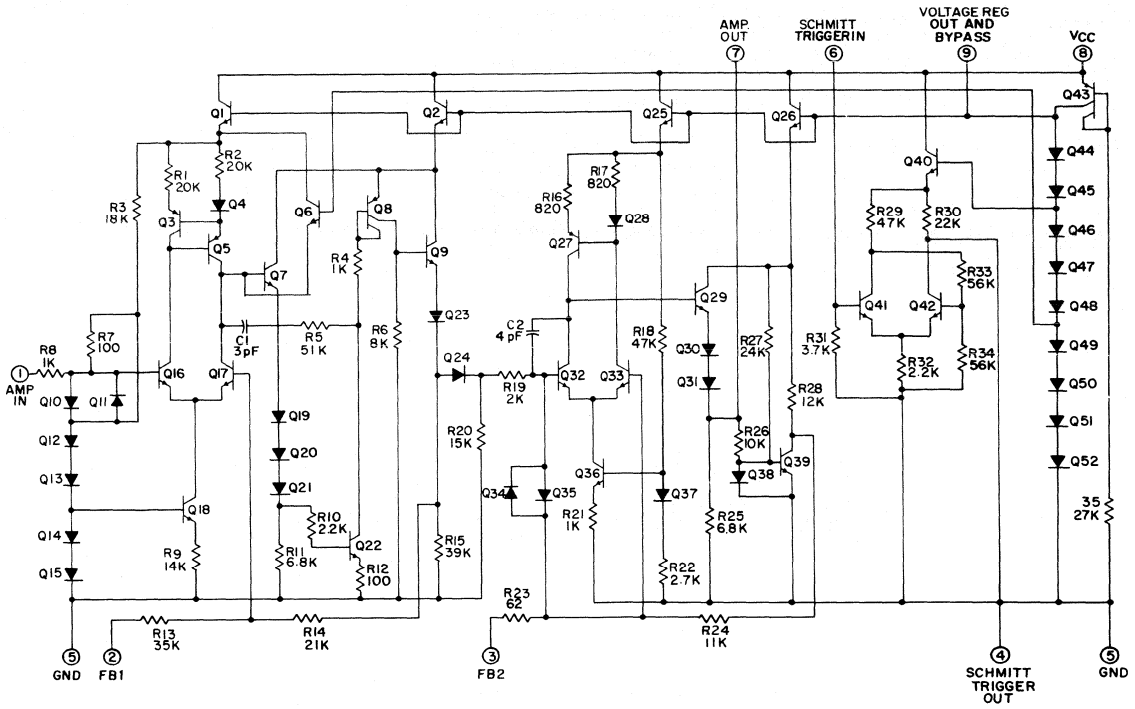 AMP.
OUT
⑦
SCHMITT
TRIGGERIN
⑥
VOLTAGE REG
OUT AND
BYPASS
⑨
VCC
⑧
Q1
Q2
Q25
Q26
Q43
R1
20K
R2
20K
R3
18K
Q4
Q3
Q5
Q6
Q7
Q8
R4
1K
Q9
R16
820
R17
820
Q28
Q27
Q40
Q44
Q45
Q46
Q47
Q48
Q49
Q50
Q51
Q52
R29
47K
R30
22K
R33
56K
R34
56K
Q41
Q42
R31
3.7K
R32
2.2K
R7
100
R8
1K
①
AMP
IN
Q10
Q11
Q12
Q13
Q14
Q15
Q16
Q17
C1
3pF
R5
51K
R6
8K
Q23
Q24
R19
2K
C2
4pF
Q32
Q33
R18
47K
Q29
Q30
Q31
R27
24K
R28
12K
R26
10K
Q38
Q39
Q18
R9
14K
Q19
Q20
Q21
R10
2.2K
R11
6.8K
Q22
R12
100
R15
39K
R20
15K
Q34
Q35
Q36
R21
1K
Q37
R22
2.7K
R25
6.8K
35
27K
R13
35K
R14
21K
R23
62
R24
11K
⑤
GND
②
FB1
③
FB2
④
SCHMITT
TRIGGER
OUT
⑤
GND